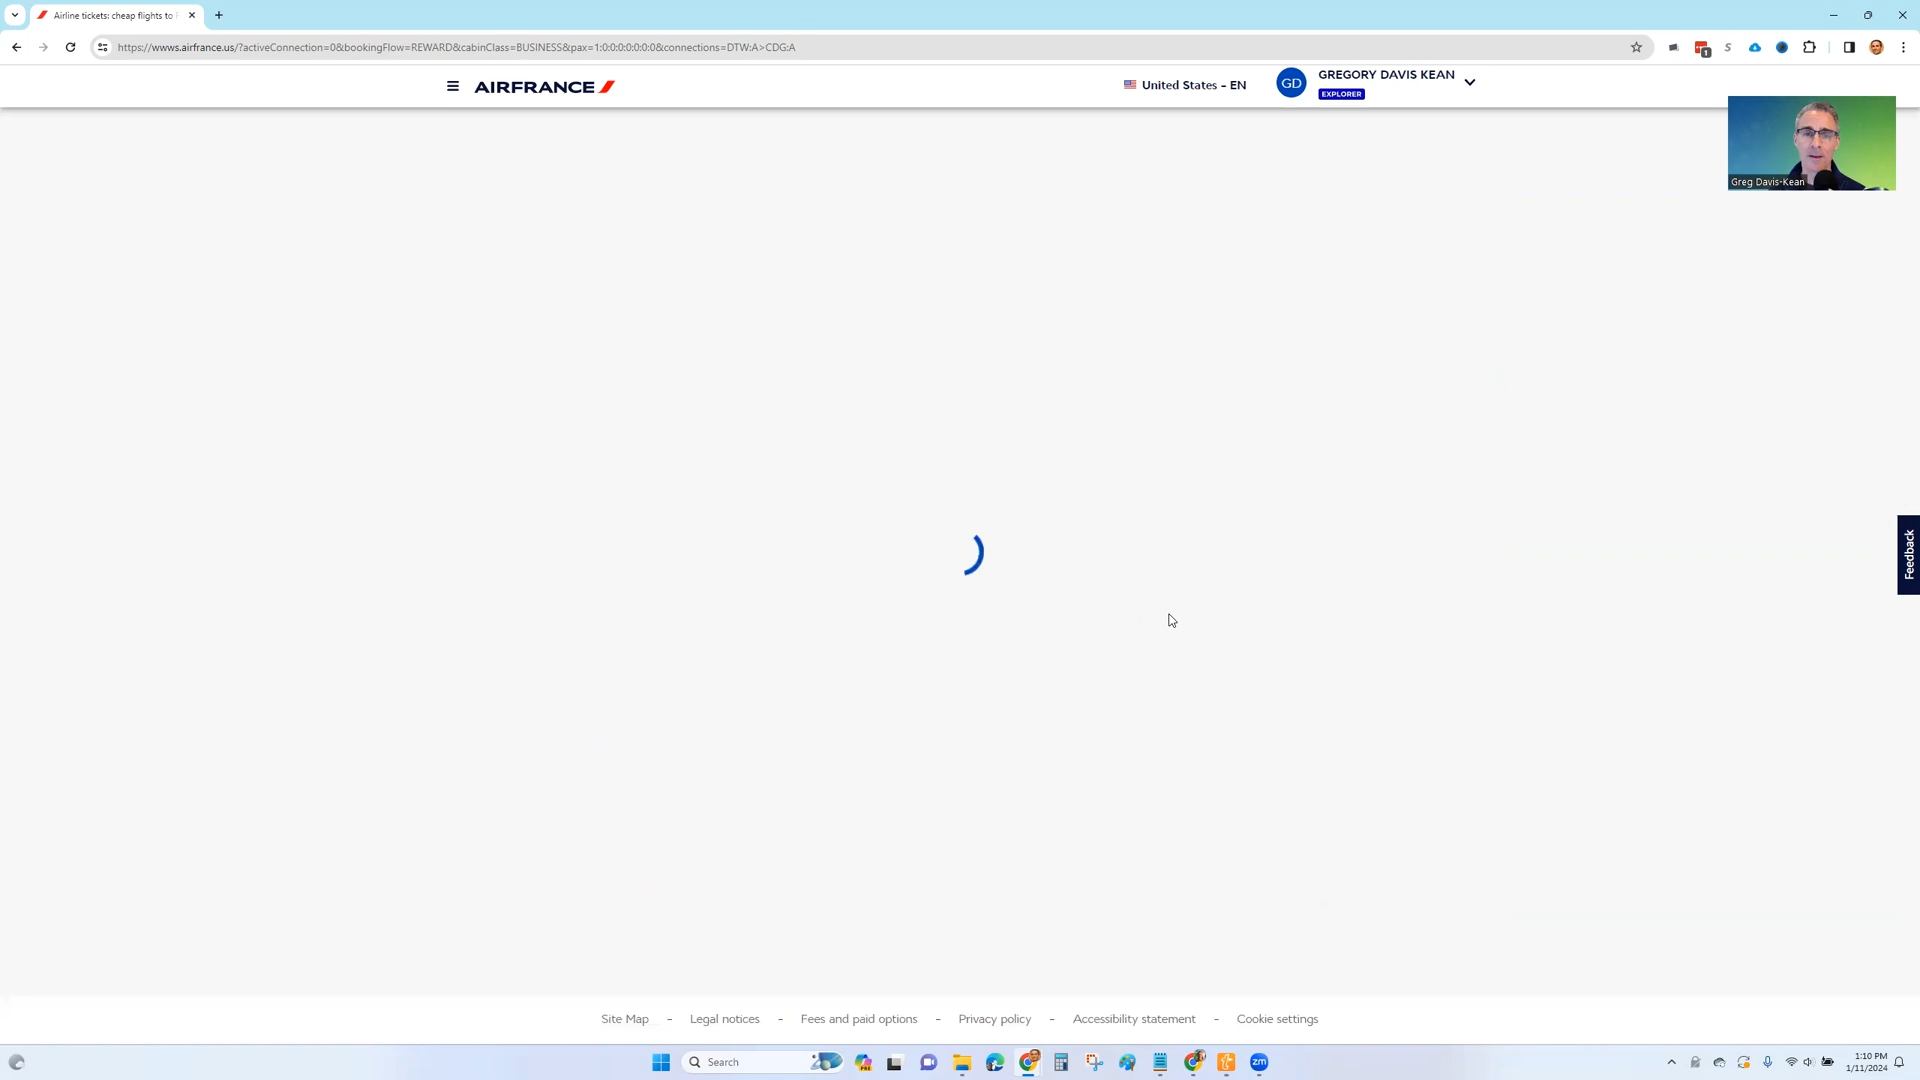 Airline tickets: cheap flights to
https://wwws.airfrance.us/?activeConnection=0&bookingFlow=REWARD&cabinClass=BUSINESS&pax=1:0:0:0:0:0:0:0&connections=DTW:A>CDG:A
AIRFRANCE
United States - EN
GD
GREGORY DAVIS KEAN
EXPLORER
Greg Davis-Kean
Feedback
Site Map - Legal notices - Fees and paid options - Privacy policy - Accessibility statement - Cookie settings
Search
zm
1:10 PM
1/11/2024